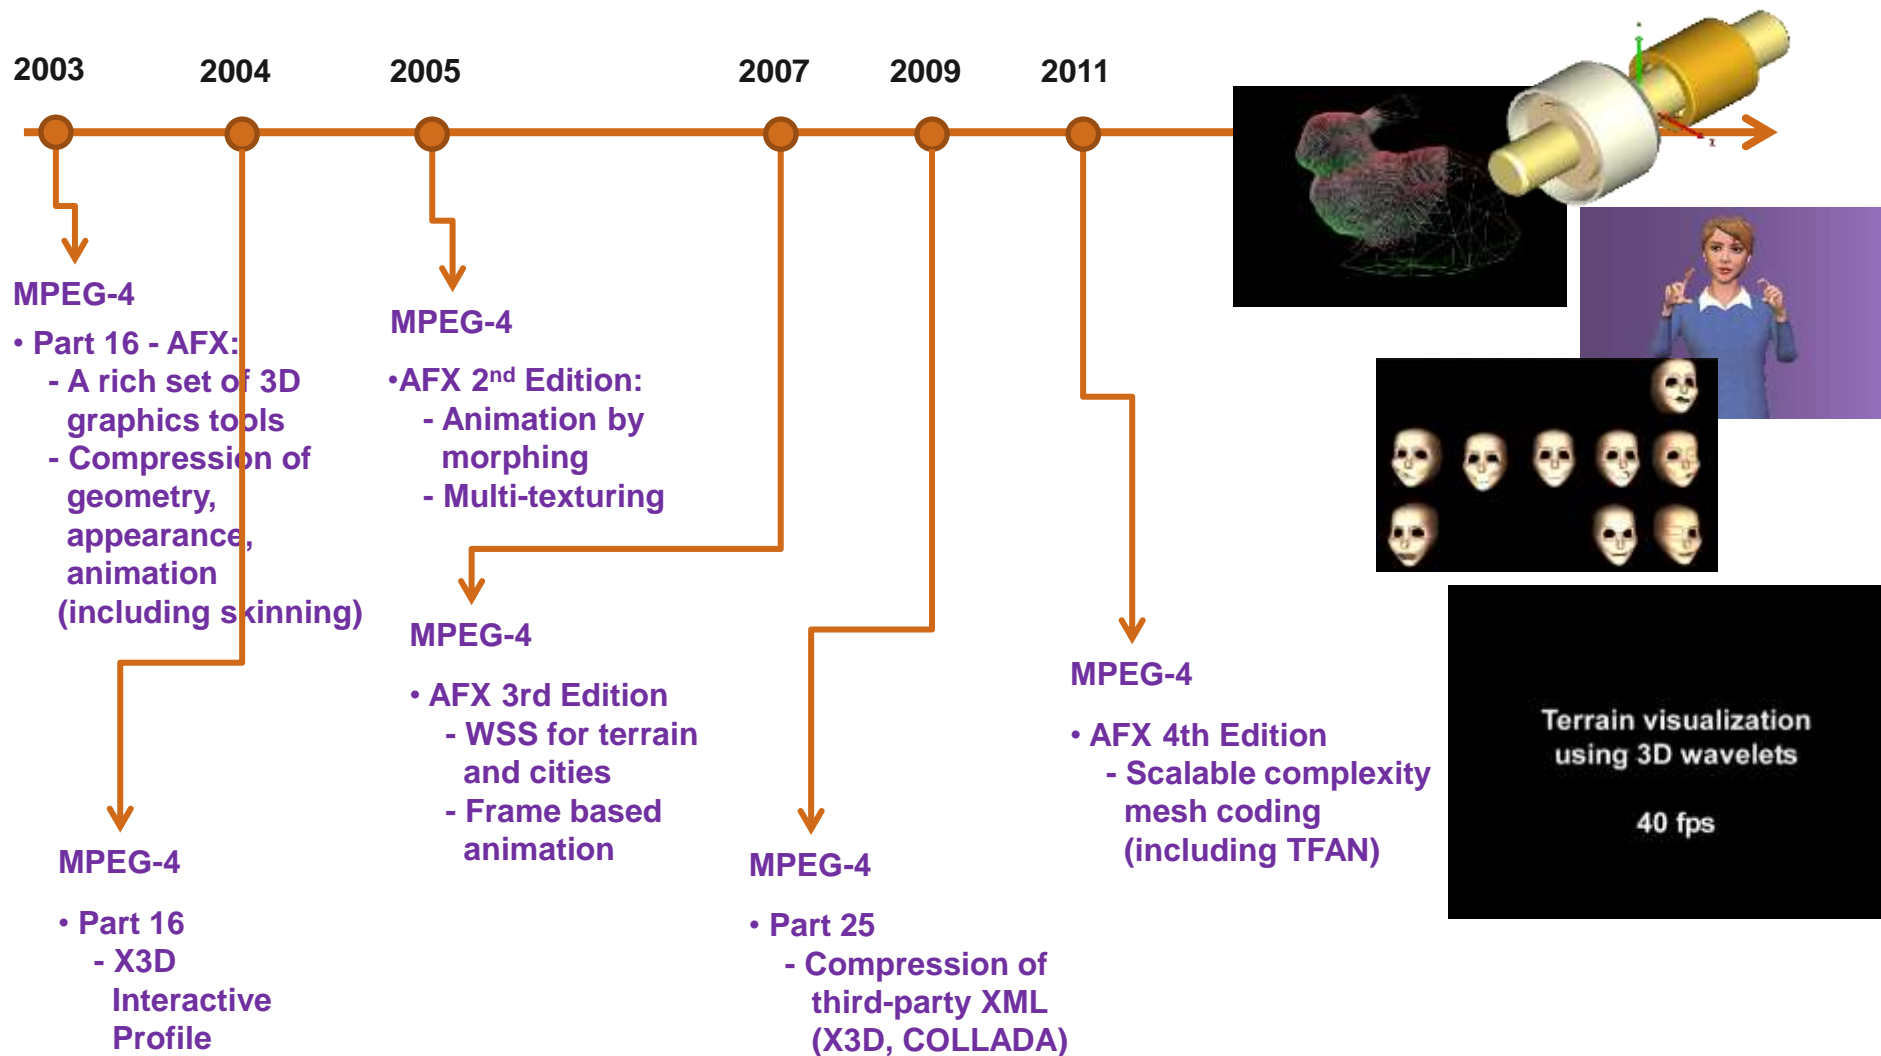 2003
2004
2005
2007
2009
2011
MPEG-4
• Part 16 - AFX:
- A rich set of 3D
graphics tools
- Compression of
geometry,
appearance,
animation
(including skinning)
MPEG-4
• Part 16
- X3D
Interactive
Profile
MPEG-4
•AFX 2nd Edition:
- Animation by
morphing
- Multi-texturing
MPEG-4
• AFX 3rd Edition
- WSS for terrain
and cities
- Frame based
animation
MPEG-4
• Part 25
- Compression of
third-party XML
(X3D, COLLADA)
MPEG-4
• AFX 4th Edition
- Scalable complexity
mesh coding
(including TFAN)
Terrain visualization
using 3D wavelets
40 fps